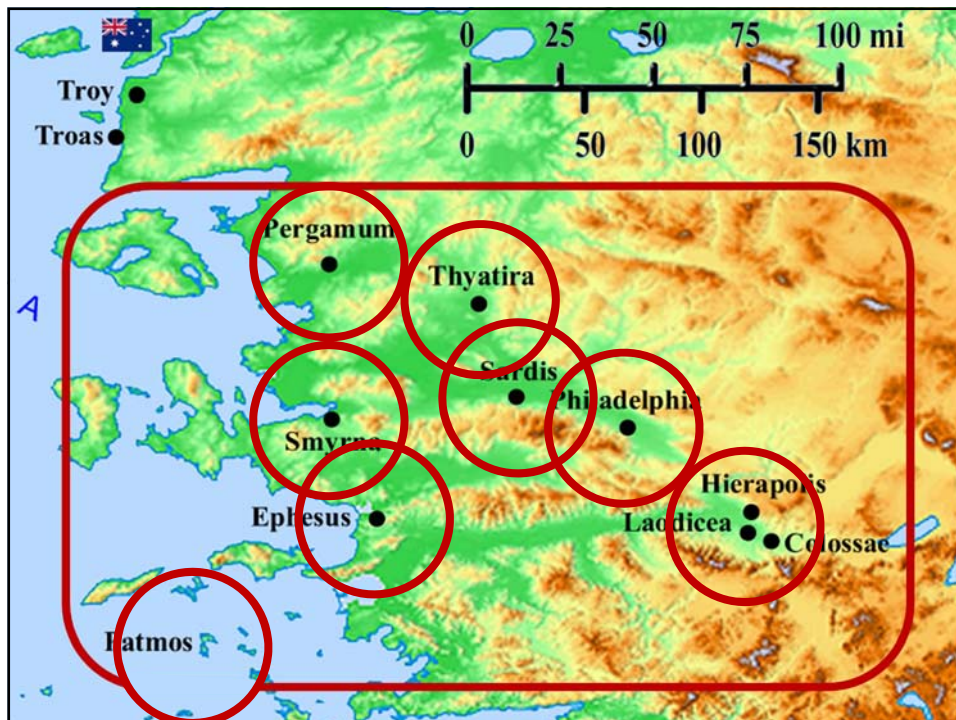 0 25 50 75 100 mi
0 50 100 150 km
Troy
Troas
Pergamum
Thyatira
A
Sardis
Philadelphia
Smyrna
Hierapolis
Ephesus
Laodicea
Colossae
Patmos